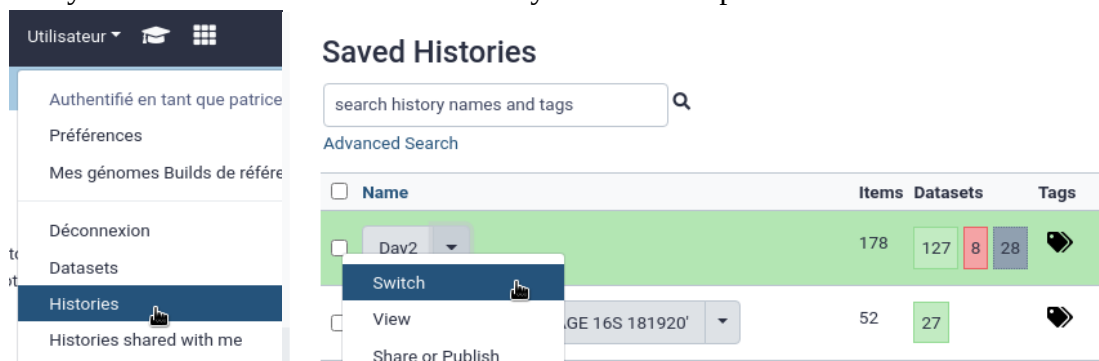 Utilisateur
Authentifié en tant que patrice
Préférences
Mes génomes Builds de référe
Déconnexion
Datasets
Histories
Histories shared with me
Saved Histories
search history names and tags
Advanced Search
Name Items Datasets Tags
Day2 178 127 8 28
Switch
View
AGE 16S 181920' 52 27
Share or Publish